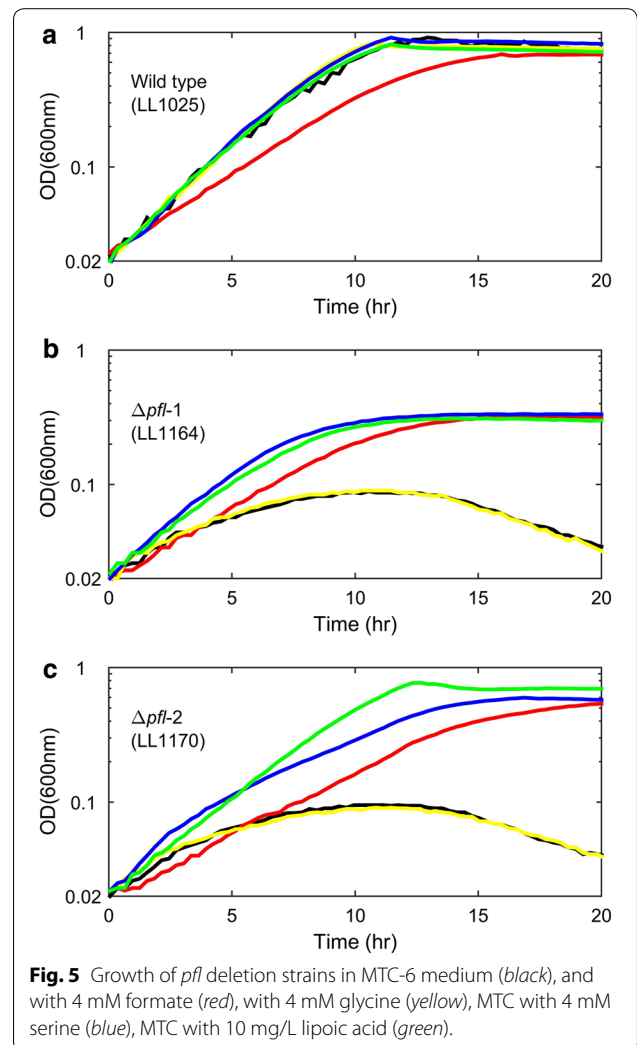 a
1
Wild type
(LL1025)
OD(600nm)
0.1
0.02
0 5 10 15 20
Time (hr)
b
1
Δpfl-1
(LL1164)
OD(600nm)
0.1
0.02
0 5 10 15 20
Time (hr)
c
1
Δpfl-2
(LL1170)
OD(600nm)
0.1
0.02
0 5 10 15 20
Time (hr)
Fig. 5 Growth of pfl deletion strains in MTC-6 medium (black), and
with 4 mM formate (red), with 4 mM glycine (yellow), MTC with 4 mM
serine (blue), MTC with 10 mg/L lipoic acid (green).